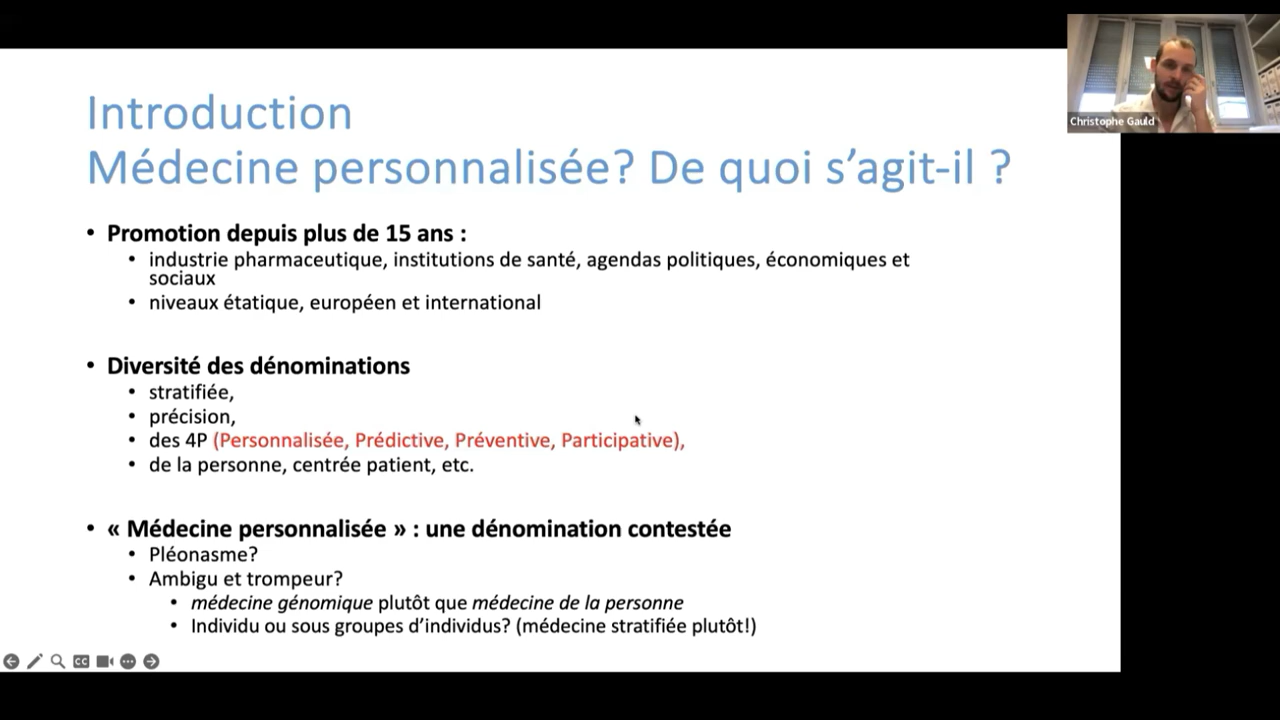 Introduction
Médecine personnalisée? De quoi s’agit-il ?
Christophe Gauld
• Promotion depuis plus de 15 ans :
• industrie pharmaceutique, institutions de santé, agendas politiques, économiques et
sociaux
• niveaux étatique, européen et international
• Diversité des dénominations
• stratifiée,
• précision,
• des 4P (Personnalisée, Prédictive, Préventive, Participative),
• de la personne, centrée patient, etc.
• « Médecine personnalisée » : une dénomination contestée
• Pléonasme?
• Ambigu et trompeur?
• médecine génomique plutôt que médecine de la personne
• Individu ou sous groupes d’individus? (médecine stratifiée plutôt!)
CC